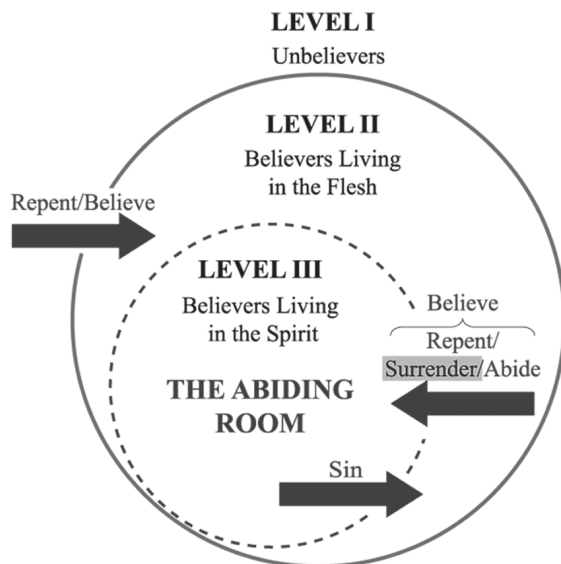 LEVEL I
Unbelievers
LEVEL II
Believers Living
in the Flesh
Repent/Believe
LEVEL III
Believers Living
in the Spirit
Believe
Repent/
Surrender/Abide
THE ABIDING
ROOM
Sin